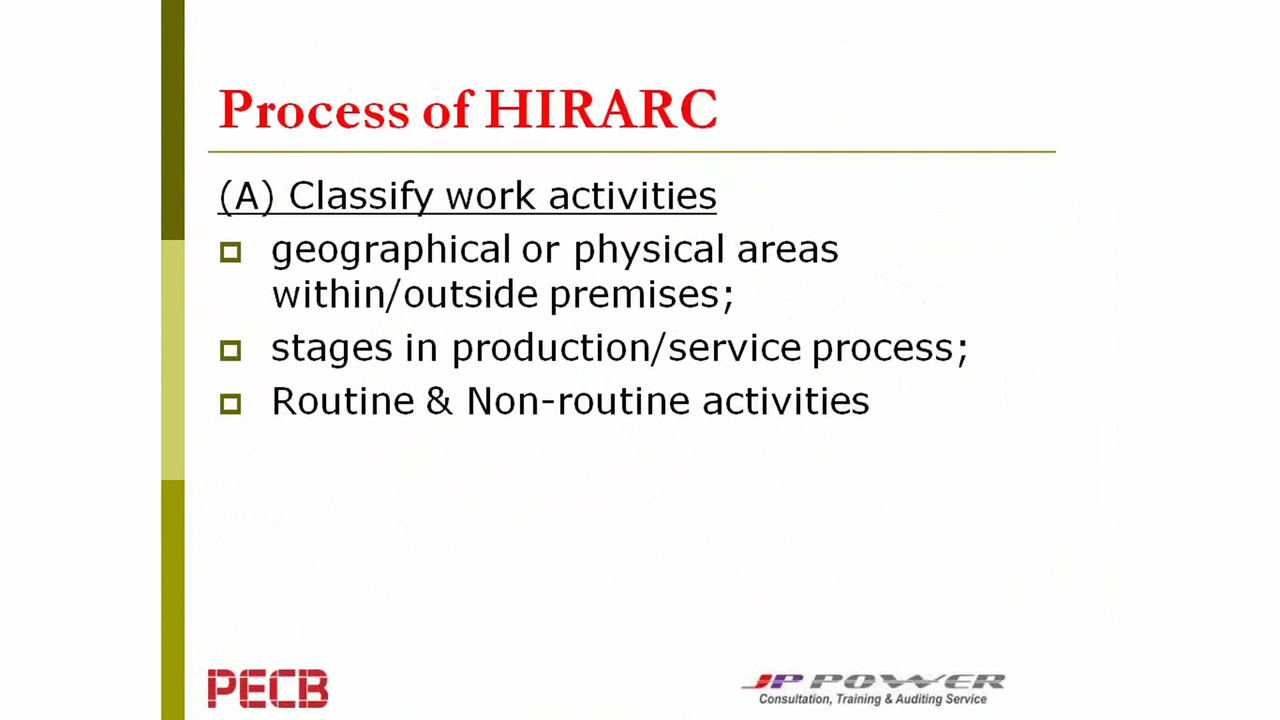 Process of HIRARC
(A) Classify work activities
geographical or physical areas
within/outside premises;
stages in production/service process;
Routine & Non-routine activities
PECB
JP POWER
Consultation, Training & Auditing Service